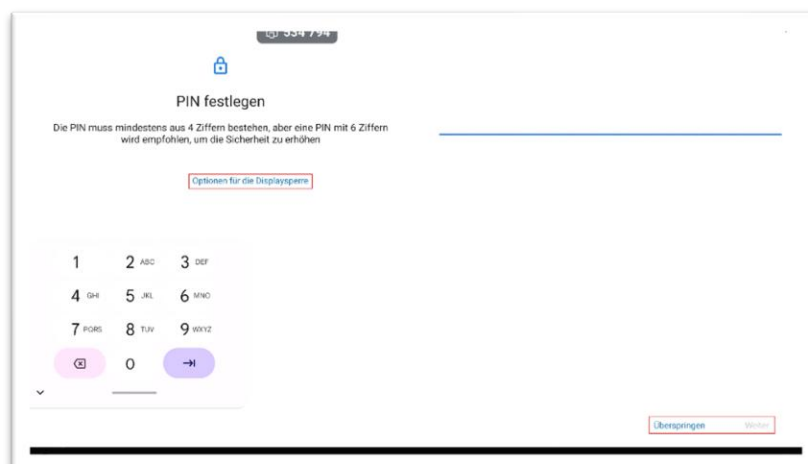 534 794
PIN festlegen
Die PIN muss mindestens aus 4 Ziffern bestehen, aber eine PIN mit 6 Ziffern
wird empfohlen, um die Sicherheit zu erhöhen
Optionen für die Displaysperre
1 2 ABC 3 DEF
4 GHI 5 JKL 6 MNO
7 PQRS 8 TUV 9 WXYZ
0
Überspringen Weiter